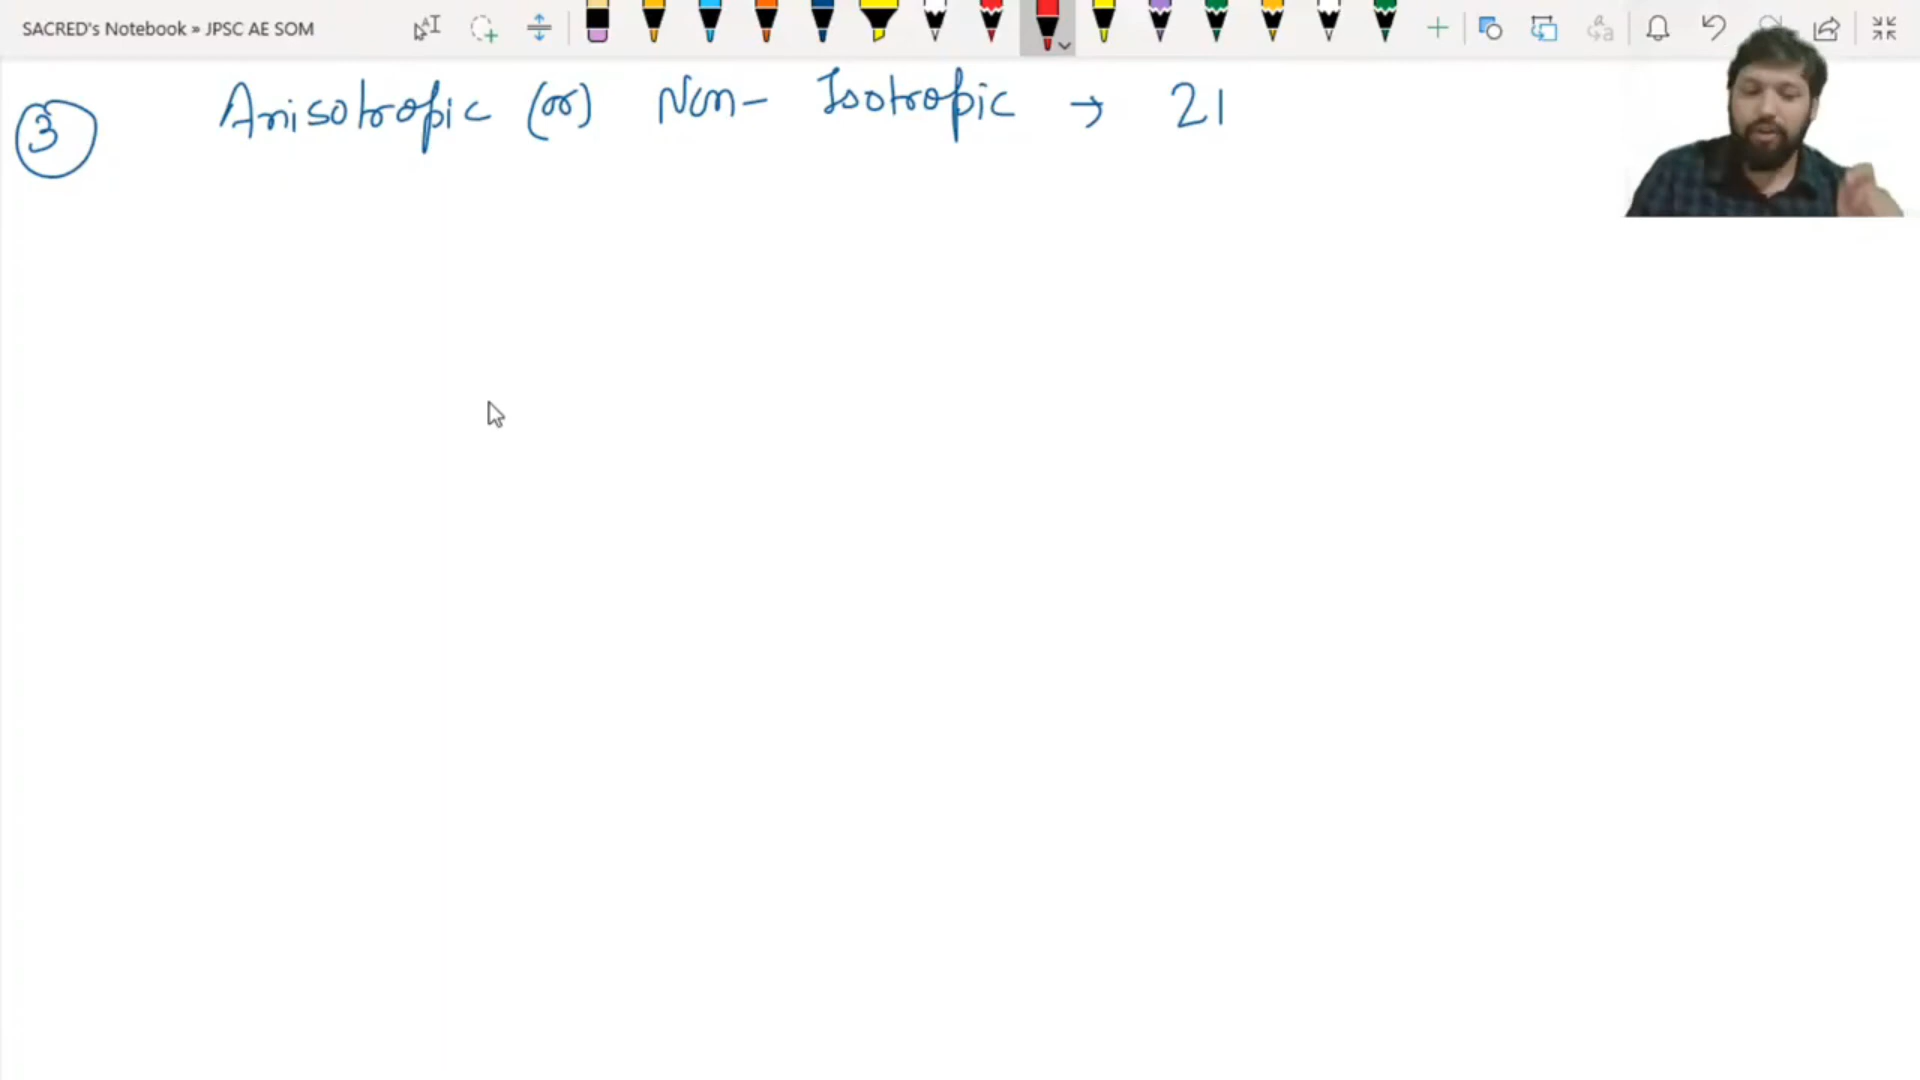 SACRED's Notebook » JPSC AE SOM
3 Anisotropic (or) Non- Isotropic → 21